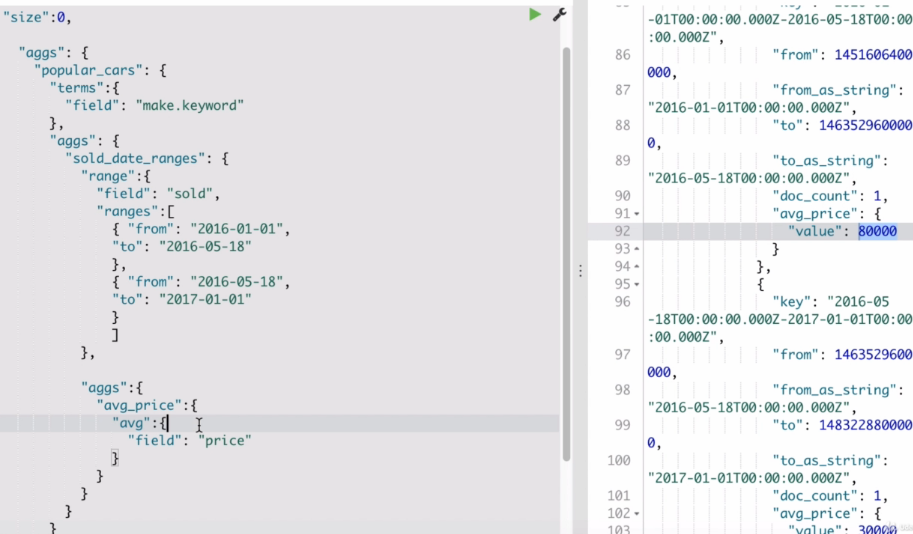 "size":0,
"aggs": {
"popular_cars": {
"terms":{
"field": "make.keyword"
},
"aggs": {
"sold_date_ranges": {
"range":{
"field": "sold",
"ranges":[
{ "from": "2016-01-01",
"to": "2016-05-18"
},
{ "from": "2016-05-18",
"to": "2017-01-01"
}
]
},
"aggs":{
"avg_price":{
"avg":{
"field": "price"
}
}
}
}
}
-01T00:00:00.000Z-2016-05-18T00:00
:00.000Z",
86 "from": 1451606400
000,
87 "from_as_string":
"2016-01-01T00:00:00.000Z",
88 "to": 146352960000
0,
89 "to_as_string":
"2016-05-18T00:00:00.000Z",
90 "doc_count": 1,
91 "avg_price": {
92 "value": 80000
93 }
94 },
95 {
96 "key": "2016-05
-18T00:00:00.000Z-2017-01-01T00:00
:00.000Z",
97 "from": 1463529600
000,
98 "from_as_string":
"2016-05-18T00:00:00.000Z",
99 "to": 148322880000
0,
100 "to_as_string":
"2017-01-01T00:00:00.000Z",
101 "doc_count": 1,
102 "avg_price": {
103 "value": 30000